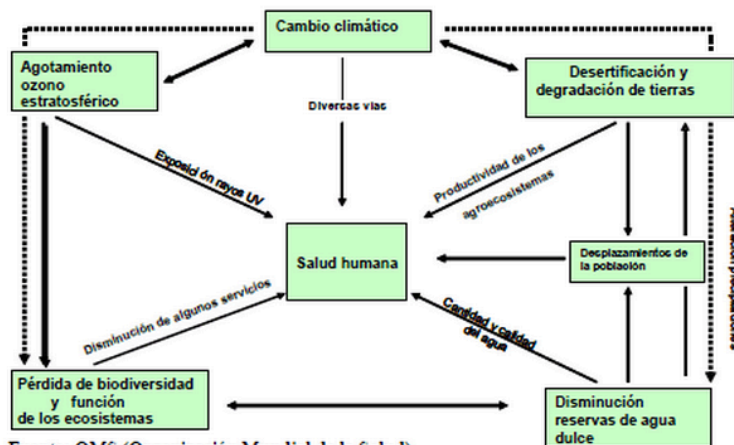 Cambio climático
Agotamiento
ozono
estratosférico
Desertificación y
degradación de tierras
Diversas vías
Exposición rayos UV
Productividad de los
agroecosistemas
Salud humana
Desplazamientos de
la población
Disminución de algunos servicios
Cantidad y calidad
del agua
Pérdida de biodiversidad
y función
de los ecosistemas
Disminución
reservas de agua
dulce